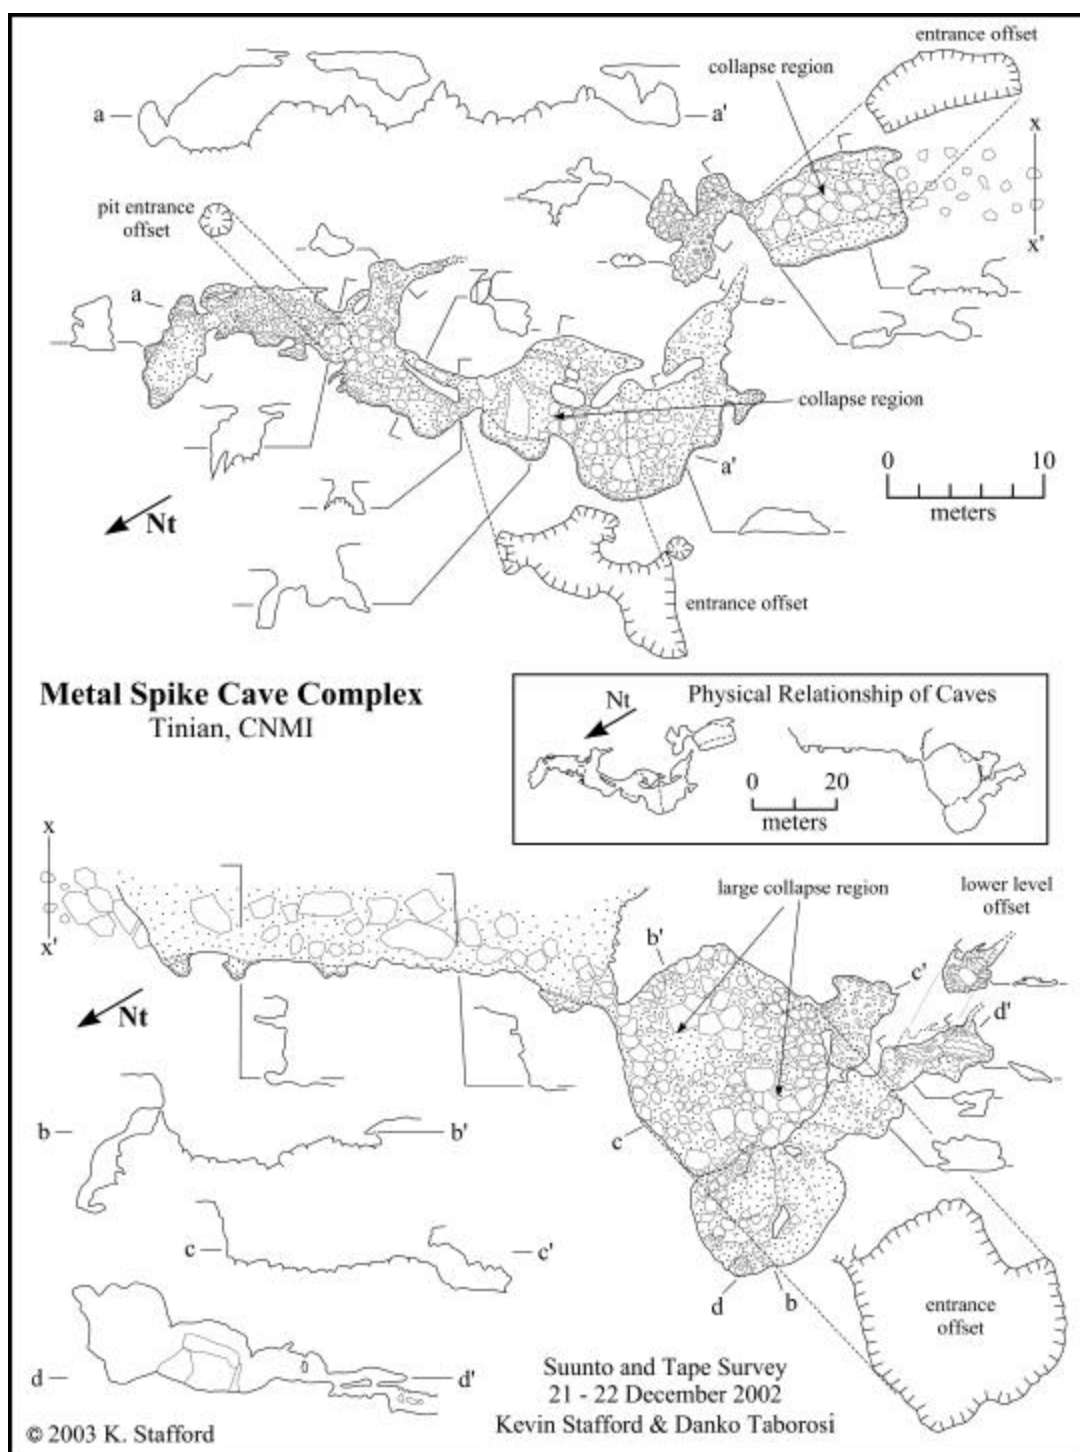 entrance offset
collapse region
a
a'
x
pit entrance
offset
x'
a
collapse region
a'
0 10
meters
Nt
entrance offset
Metal Spike Cave Complex
Tinian, CNMI
Physical Relationship of Caves
Nt
0 20
meters
x
large collapse region
lower level
offset
b'
x'
c'
d'
Nt
b
b'
c
c
c'
d
b
entrance
offset
d
d'
Suunto and Tape Survey
21 - 22 December 2002
Kevin Stafford & Danko Taborosi
© 2003 K. Stafford